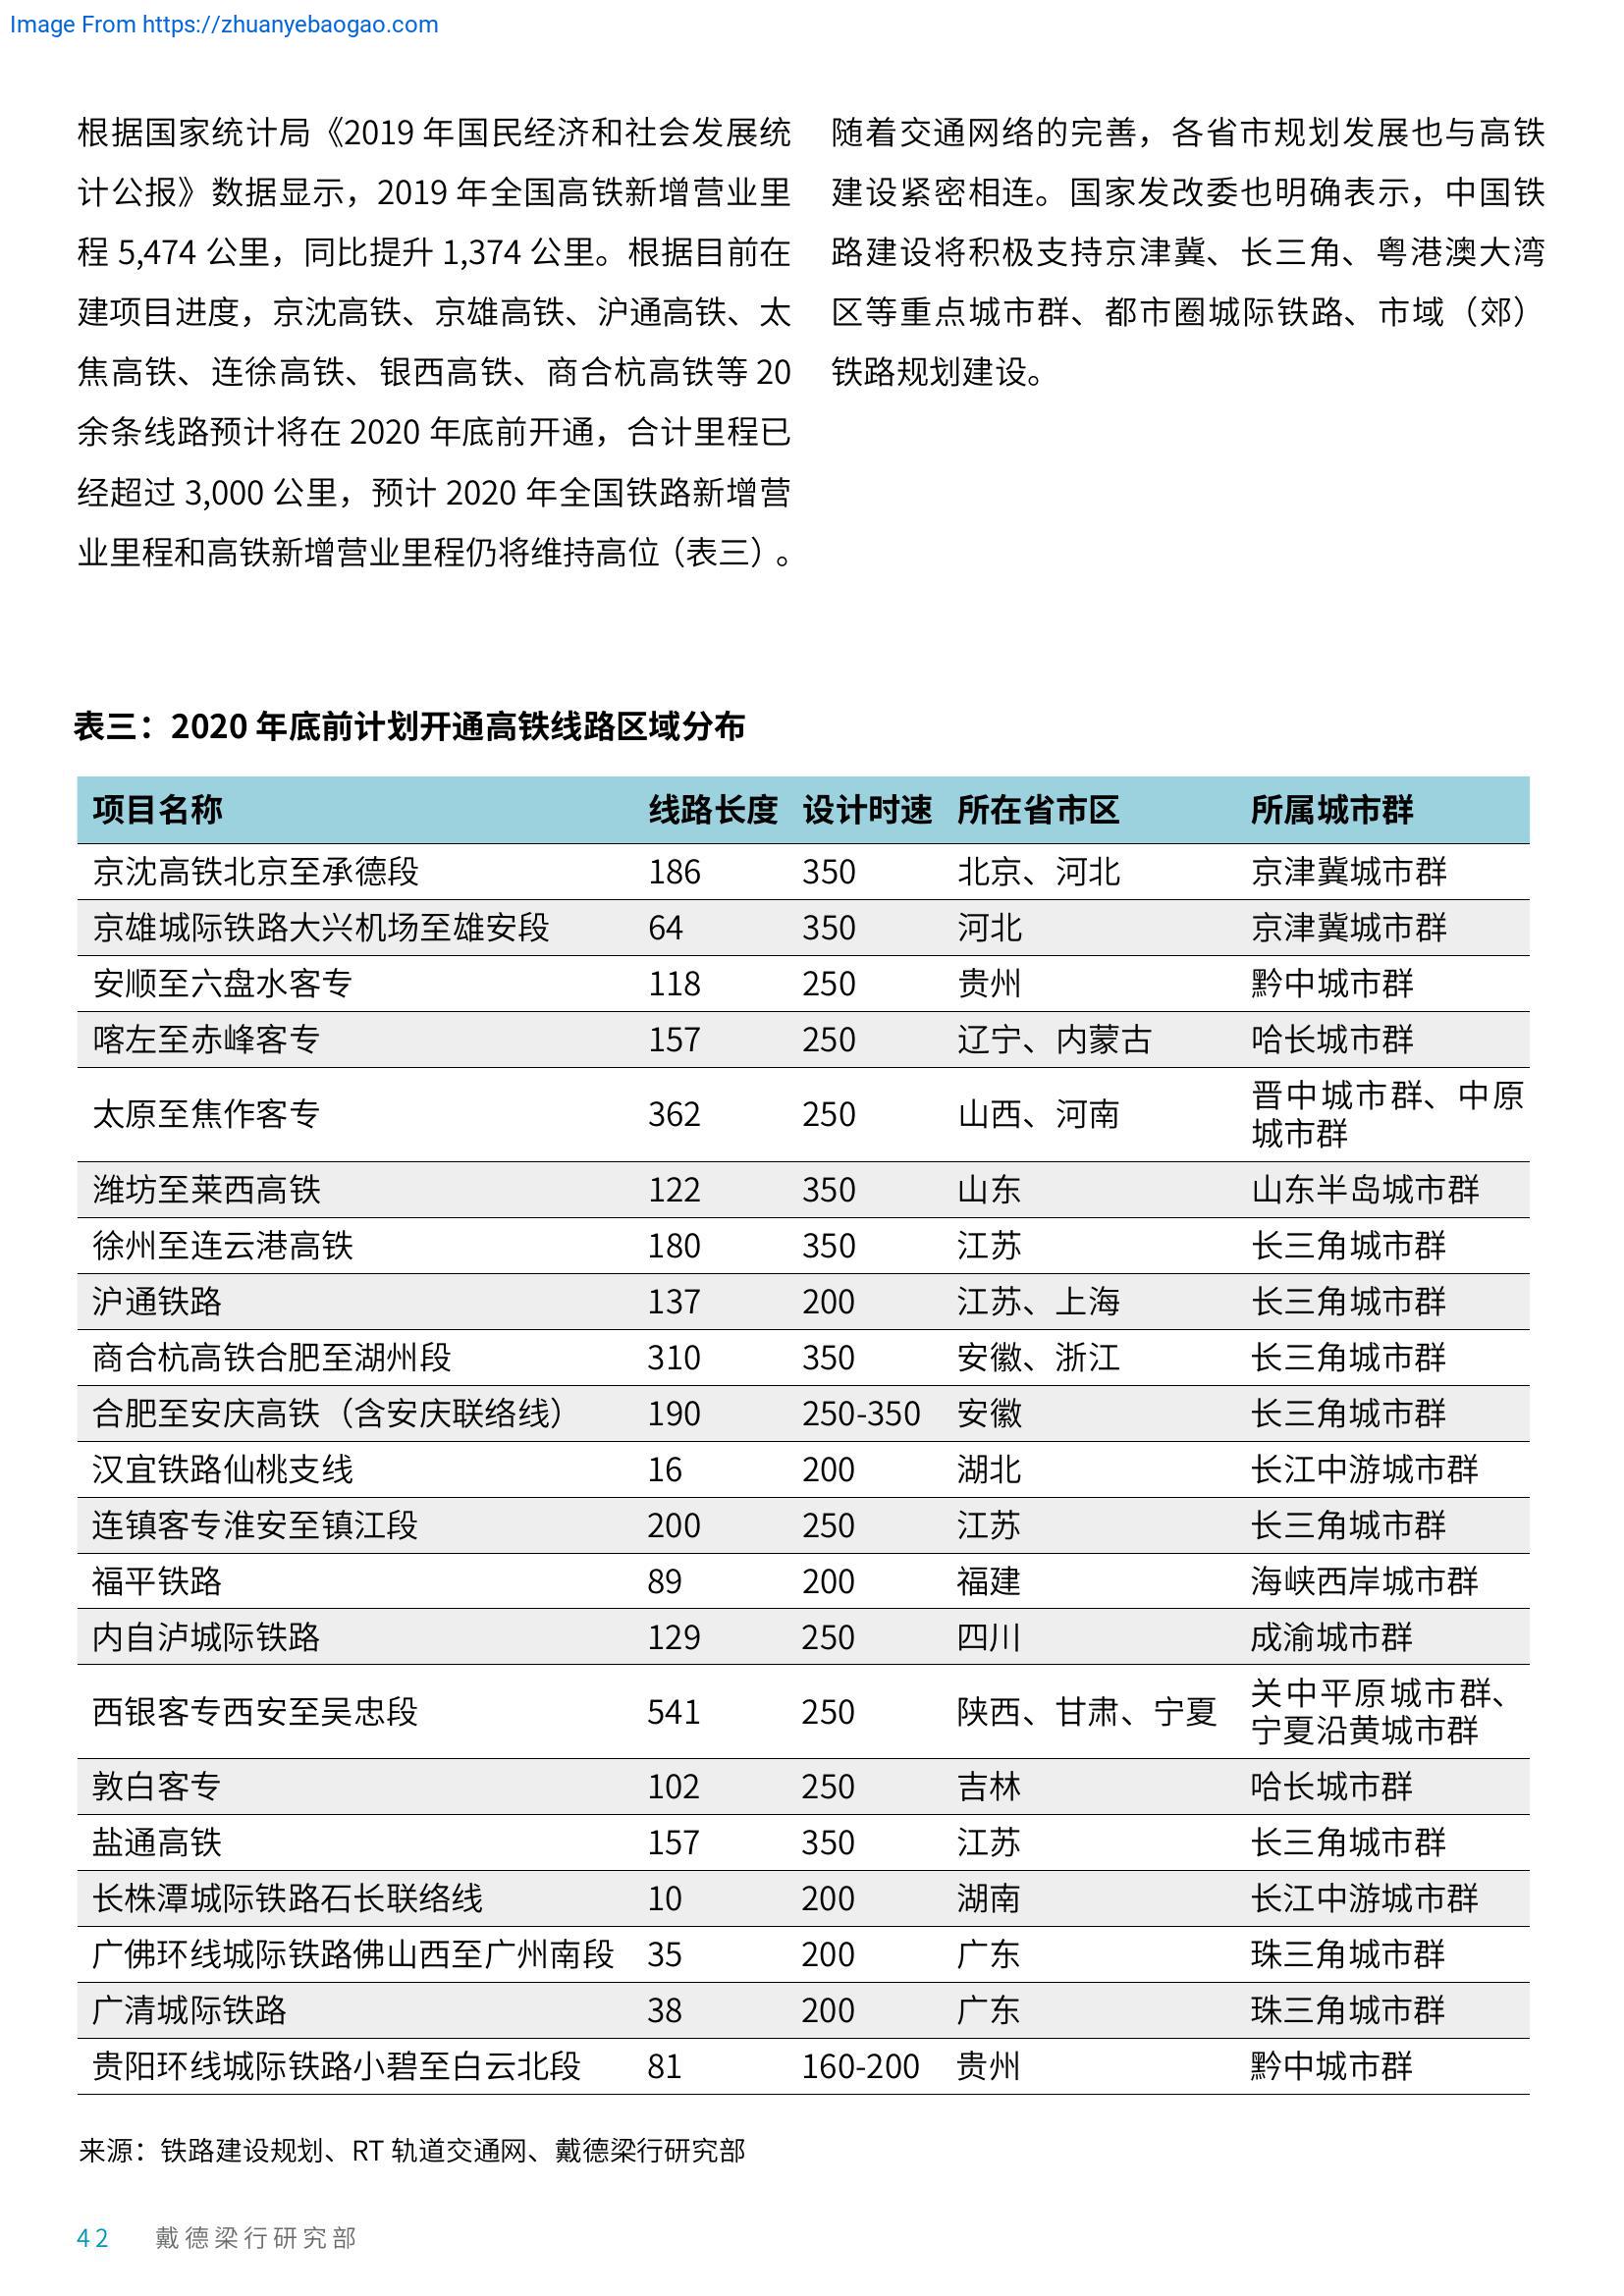 Image From https://zhuanyebaogao.com
根据国家统计局《2019 年国民经济和社会发展统
计公报》数据显示，2019 年全国高铁新增营业里
程 5,474 公里，同比提升 1,374 公里。根据目前在
建项目进度，京沈高铁、京雄高铁、沪通高铁、太
焦高铁、连徐高铁、银西高铁、商合杭高铁等 20
余条线路预计将在 2020 年底前开通，合计里程已
经超过 3,000 公里，预计 2020 年全国铁路新增营
业里程和高铁新增营业里程仍将维持高位（表三）。
随着交通网络的完善，各省市规划发展也与高铁
建设紧密相连。国家发改委也明确表示，中国铁
路建设将积极支持京津冀、长三角、粤港澳大湾
区等重点城市群、都市圈城际铁路、市域（郊）
铁路规划建设。
表三：2020 年底前计划开通高铁线路区域分布
项目名称 线路长度 设计时速 所在省市区 所属城市群
京沈高铁北京至承德段 186 350 北京、河北 京津冀城市群
京雄城际铁路大兴机场至雄安段 64 350 河北 京津冀城市群
安顺至六盘水客专 118 250 贵州 黔中城市群
喀左至赤峰客专 157 250 辽宁、内蒙古 哈长城市群
太原至焦作客专 362 250 山西、河南 晋中城市群、中原
城市群
潍坊至莱西高铁 122 350 山东 山东半岛城市群
徐州至连云港高铁 180 350 江苏 长三角城市群
沪通铁路 137 200 江苏、上海 长三角城市群
商合杭高铁合肥至湖州段 310 350 安徽、浙江 长三角城市群
合肥至安庆高铁（含安庆联络线） 190 250-350 安徽 长三角城市群
汉宜铁路仙桃支线 16 200 湖北 长江中游城市群
连镇客专淮安至镇江段 200 250 江苏 长三角城市群
福平铁路 89 200 福建 海峡西岸城市群
内自泸城际铁路 129 250 四川 成渝城市群
西银客专西安至吴忠段 541 250 陕西、甘肃、宁夏 关中平原城市群、
宁夏沿黄城市群
敦白客专 102 250 吉林 哈长城市群
盐通高铁 157 350 江苏 长三角城市群
长株潭城际铁路石长联络线 10 200 湖南 长江中游城市群
广佛环线城际铁路佛山西至广州南段 35 200 广东 珠三角城市群
广清城际铁路 38 200 广东 珠三角城市群
贵阳环线城际铁路小碧至白云北段 81 160-200 贵州 黔中城市群
来源：铁路建设规划、RT 轨道交通网、戴德梁行研究部
42 戴德梁行研究部